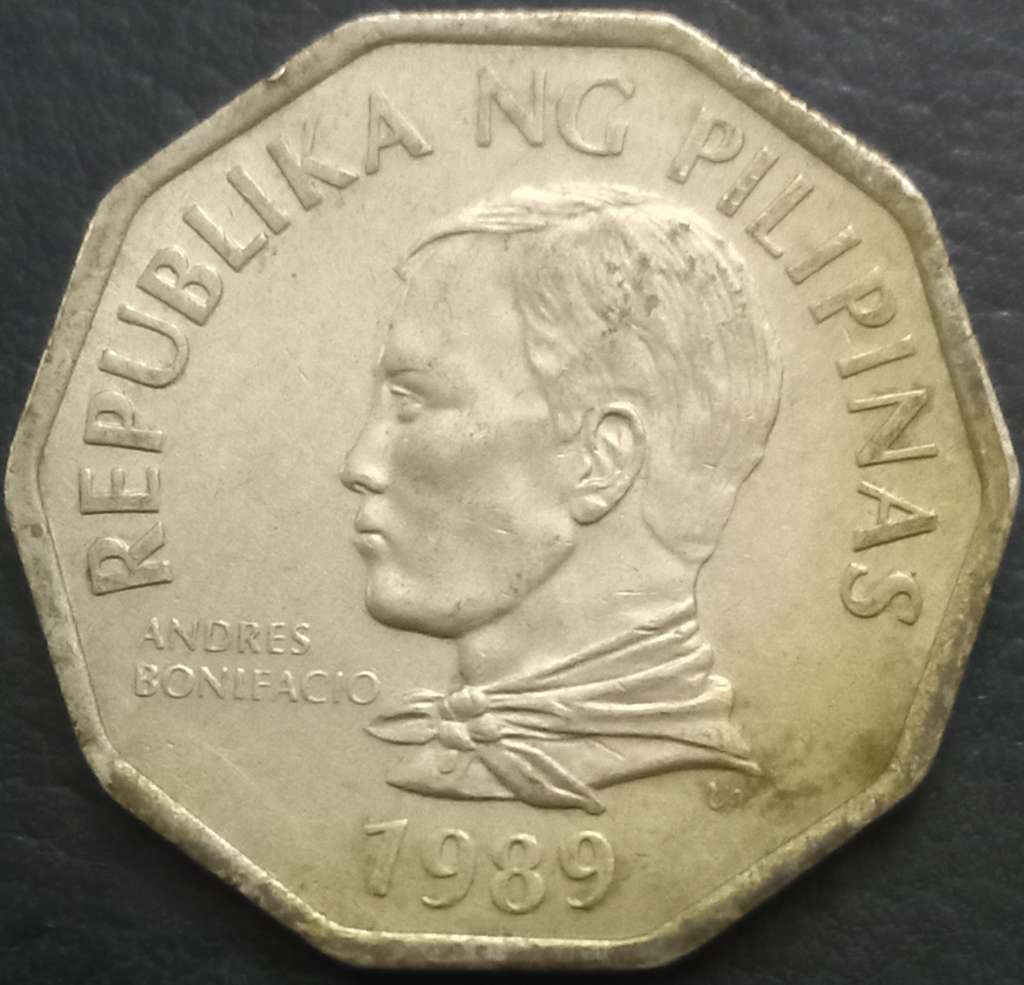 REPUBLIKA NG PILIPINAS
ANDRES
BONIFACIO
1989